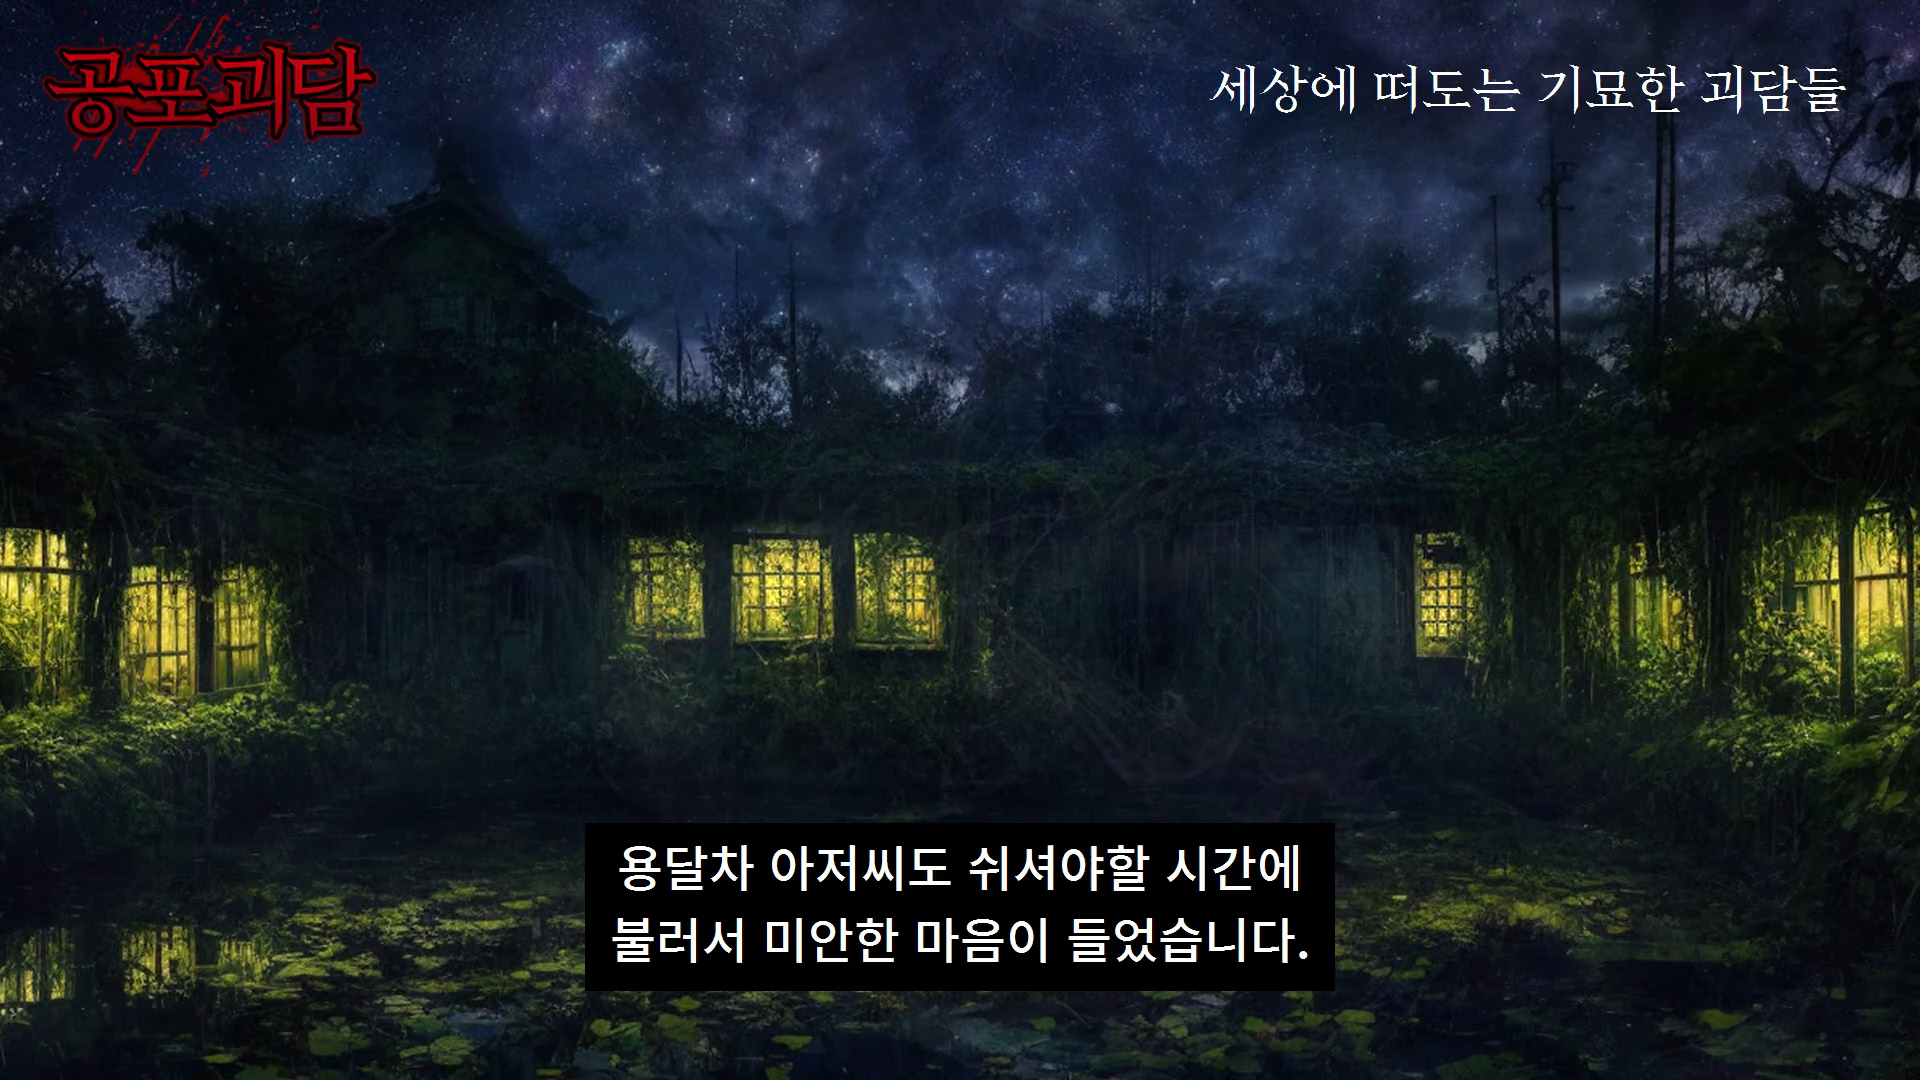 공포괴담
세상에 떠도는 기묘한 괴담들
용달차 아저씨도 쉬셔야할 시간에
불러서 미안한 마음이 들었습니다.